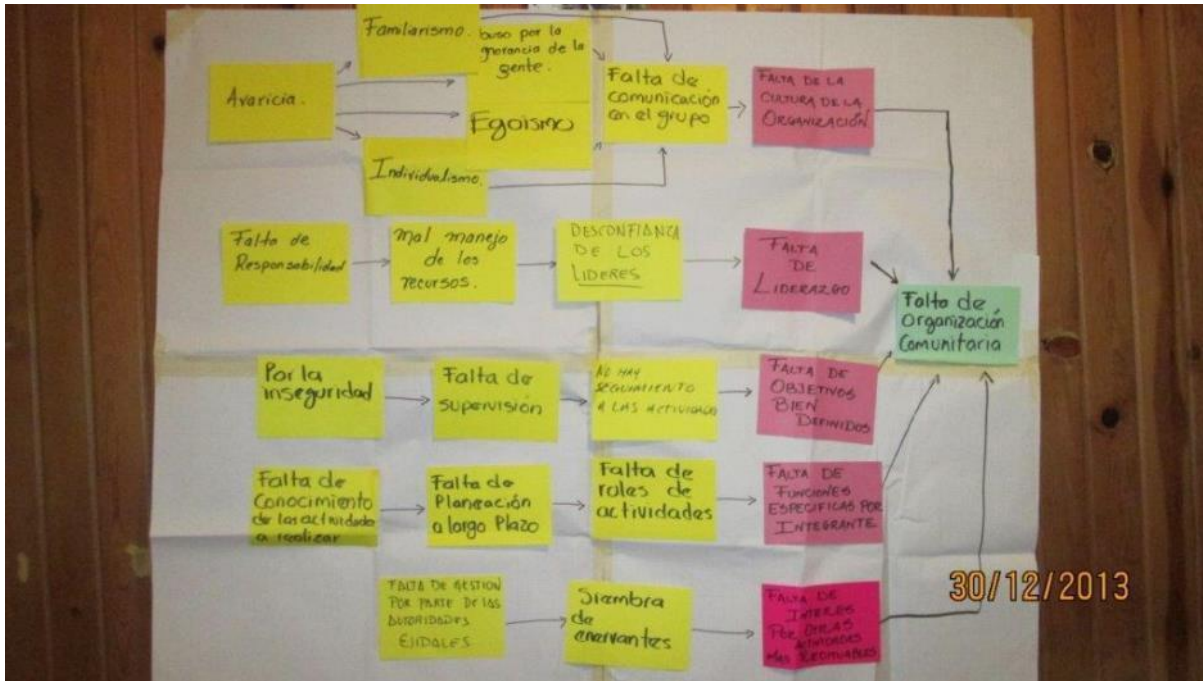 Familiarismo.
buso por la
gnorancia de la
gente.
Avaricia.
Egoismo
Individualismo.
Falta de
comunicación
en el grupo
FALTA DE LA
CULTURA DE LA
ORGANIZACIÓN.
Falta de
Responsabilidad
Mal manejo
de los
recursos.
DESCONFIANZA
DE LOS
LIDERES
FALTA
DE
LIDERAZGO
Falta de
Organización
Comunitaria
Por la
inseguridad
Falta de
supervisión
NO HAY
SEGUIMIENTO
A LAS ACTIVIDADES
FALTA DE
OBJETIVOS
BIEN
DEFINIDOS
Falta de
Conocimiento
de las actividade
a realizar
Falta de
Planeación
a largo Plazo
Falta de
roles de
actividades
FALTA DE
FUNCIONES
ESPECIFICAS POR
INTEGRANTE.
FALTA DE GESTION
POR PARTE DE LAS
AUTORIDADES
EJIDALES
Siembra
de
enervantes
FALTA DE
INTERES
POR OTRAS
ACTIVIDADES
MAS REDITUABLES
30/12/2013